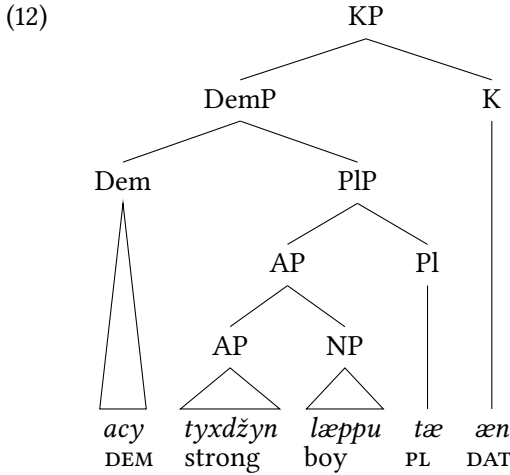 (12)
KP
DemP K
Dem PlP
AP Pl
AP NP
acy tyxdžyn læppu tæ æn
DEM strong boy PL DAT